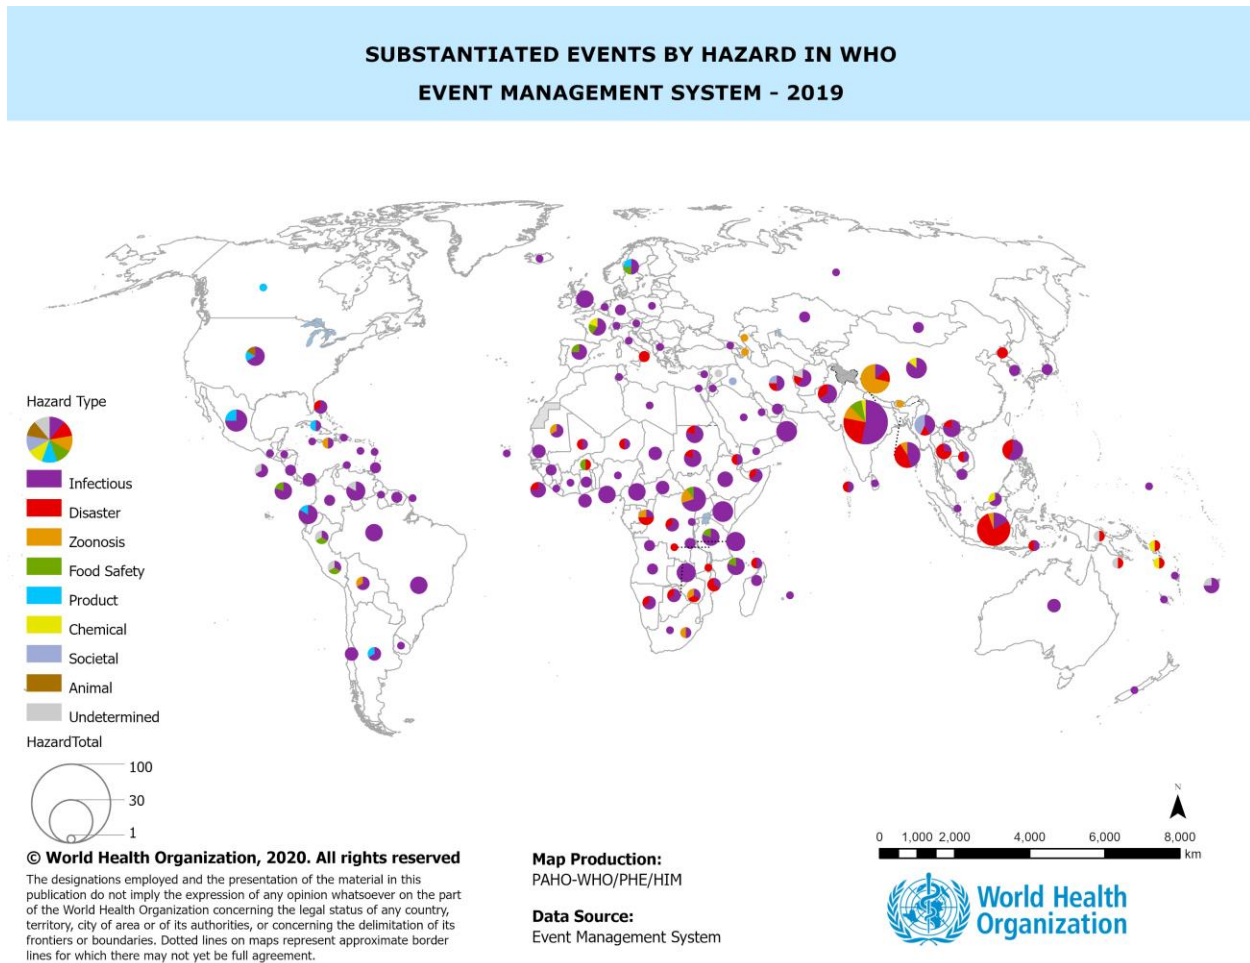 SUBSTANTIATED EVENTS BY HAZARD IN WHO
EVENT MANAGEMENT SYSTEM - 2019
Hazard Type
Infectious
Disaster
Zoonosis
Food Safety
Product
Chemical
Societal
Animal
Undetermined
HazardTotal
100
30
1
© World Health Organization, 2020. All rights reserved
The designations employed and the presentation of the material in this
publication do not imply the expression of any opinion whatsoever on the part
of the World Health Organization concerning the legal status of any country,
territory, city of area or of its authorities, or concerning the delimitation of its
frontiers or boundaries. Dotted lines on maps represent approximate border
lines for which there may not yet be full agreement.
Map Production:
PAHO-WHO/PHE/HIM
Data Source:
Event Management System
N
0 1,000 2,000 4,000 6,000 8,000
km
World Health
Organization